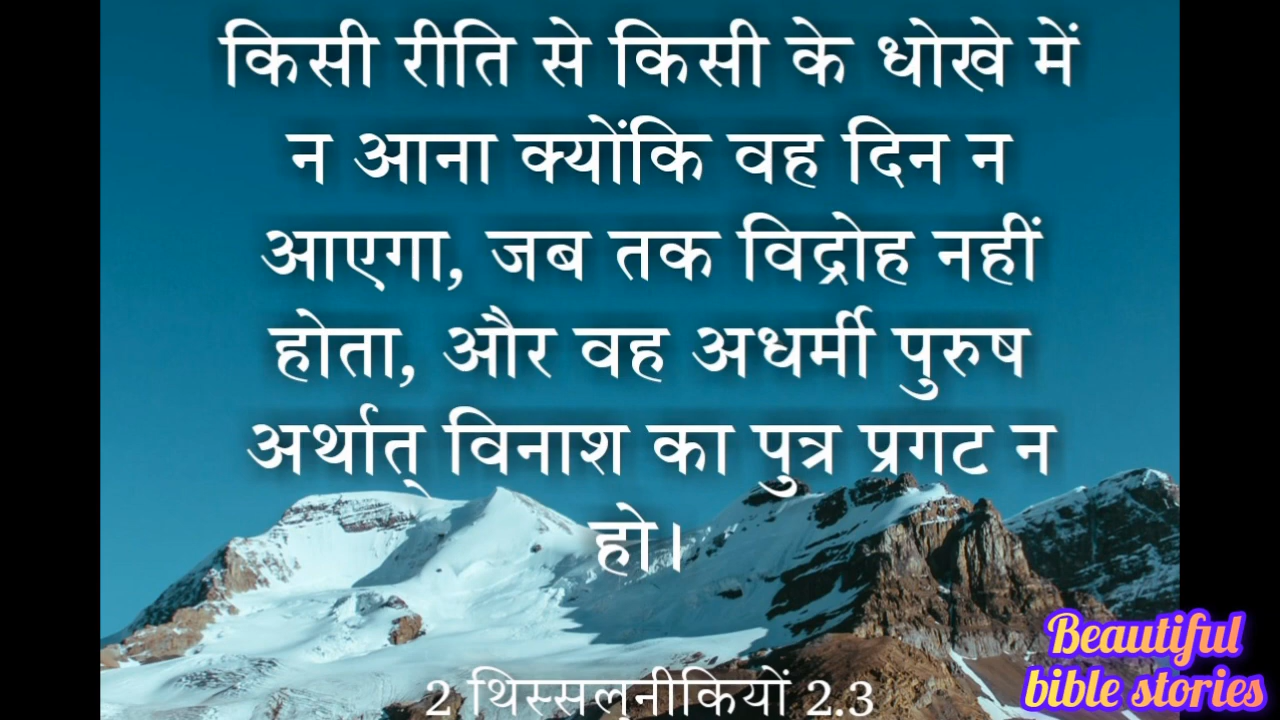 किसी रीति से किसी के धोखे में
न आना क्योंकि वह दिन न
आएगा, जब तक विद्रोह नहीं
होता, और वह अधर्मी पुरुष
अर्थात् विनाश का पुत्र प्रगट न
हो।
2 थिस्सलुनीकियों 2.3
Beautiful
bible stories